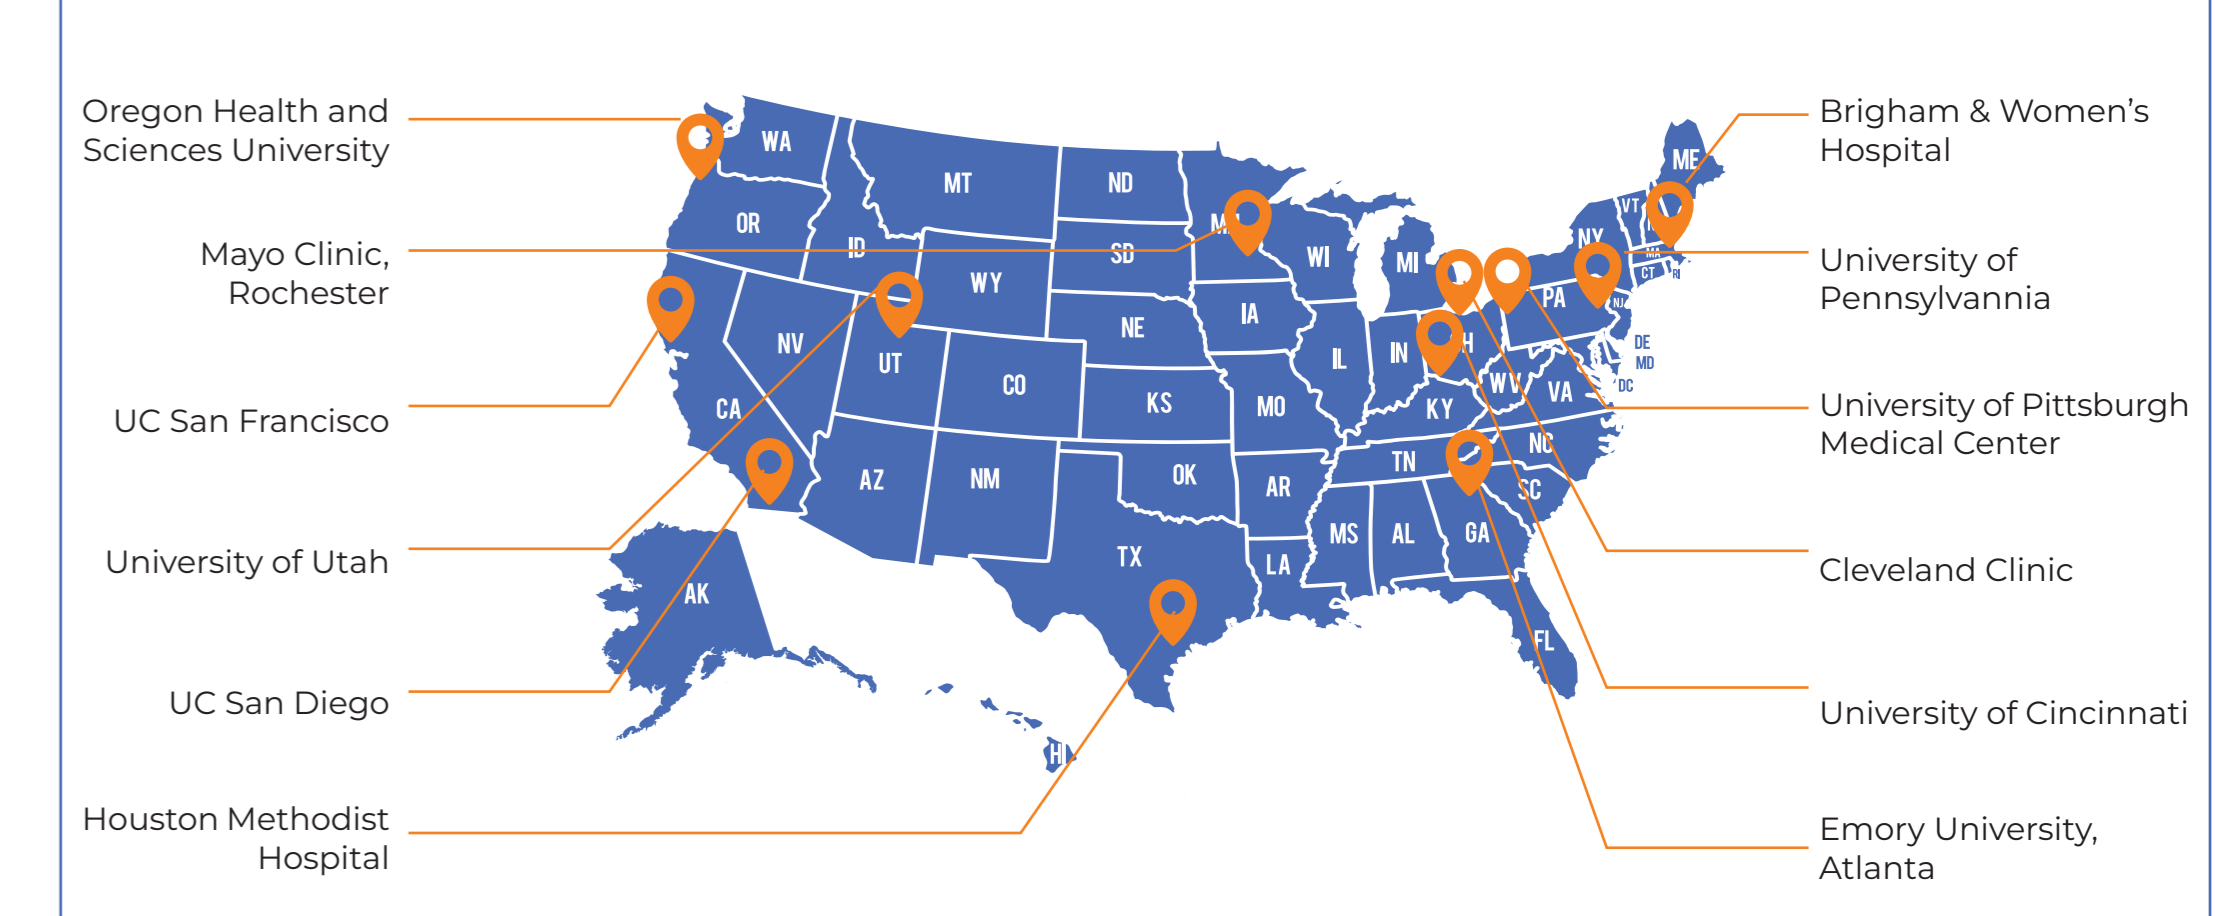 Oregon Health and
Sciences University
Mayo Clinic,
Rochester
UC San Francisco
University of Utah
UC San Diego
Houston Methodist
Hospital
Brigham & Women’s
Hospital
University of
Pennsylvannia
University of Pittsburgh
Medical Center
Cleveland Clinic
University of Cincinnati
Emory University,
Atlanta
WA
OR
ID
MT
ND
SD
WY
NE
NV
UT
CO
KS
CA
AZ
NM
OK
TX
AK
HI
WI
MI
IA
IL
IN
MO
KY
WV
VA
TN
NC
SC
AR
MS
AL
GA
LA
FL
PA
NY
VT
ME
MA
CT
RI
NJ
DE
MD
DC